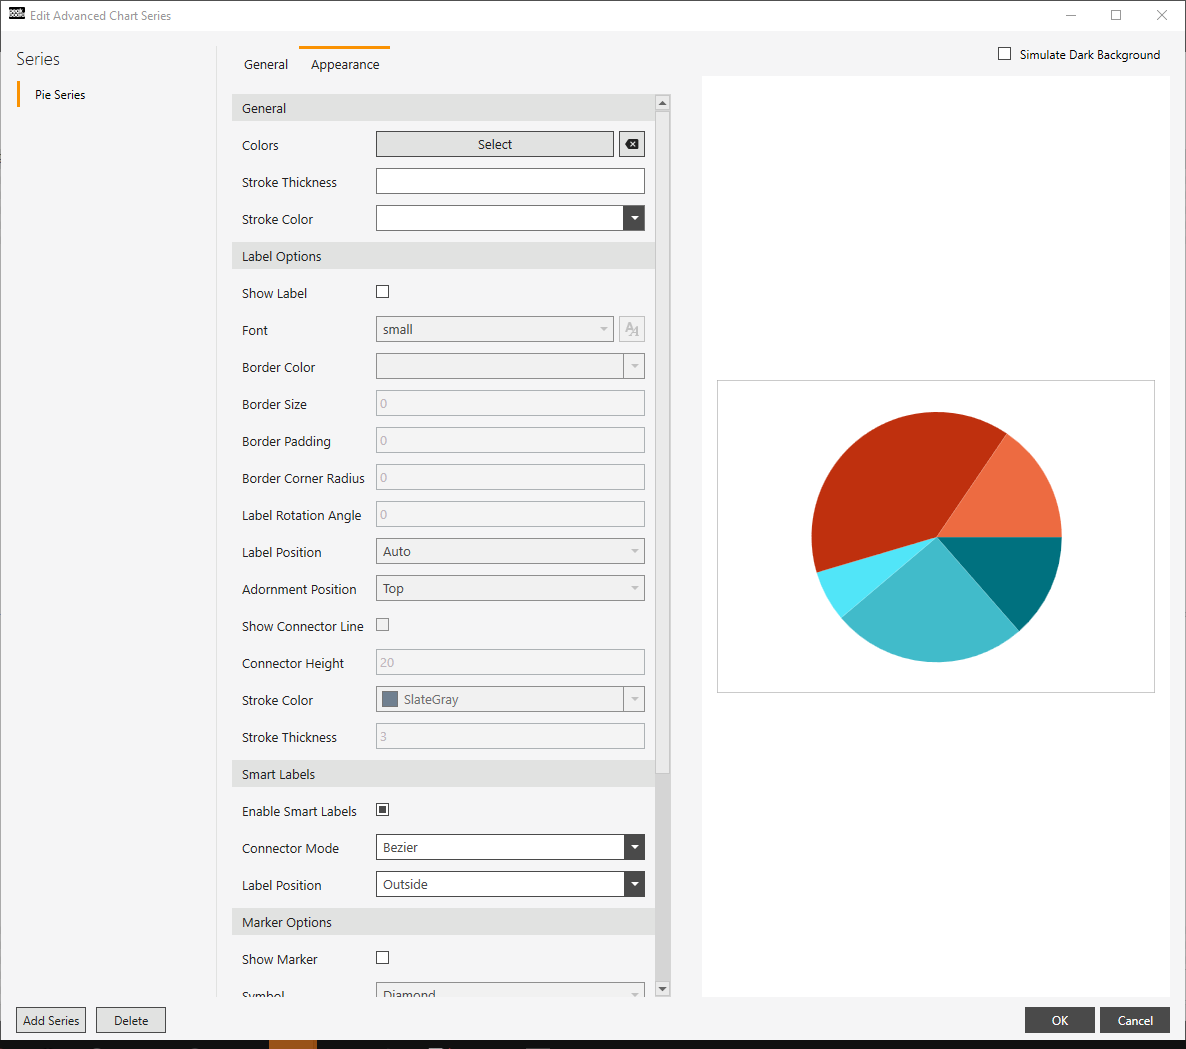 peak
board
Edit Advanced Chart Series
Series
Pie Series
General
Appearance
Simulate Dark Background
General
Colors
Select
Stroke Thickness
Stroke Color
Label Options
Show Label
Font
small
Border Color
Border Size
0
Border Padding
0
Border Corner Radius
0
Label Rotation Angle
0
Label Position
Auto
Adornment Position
Top
Show Connector Line
Connector Height
20
Stroke Color
SlateGray
Stroke Thickness
3
Smart Labels
Enable Smart Labels
Connector Mode
Bezier
Label Position
Outside
Marker Options
Show Marker
Symbol
Diamond
Add Series
Delete
OK
Cancel